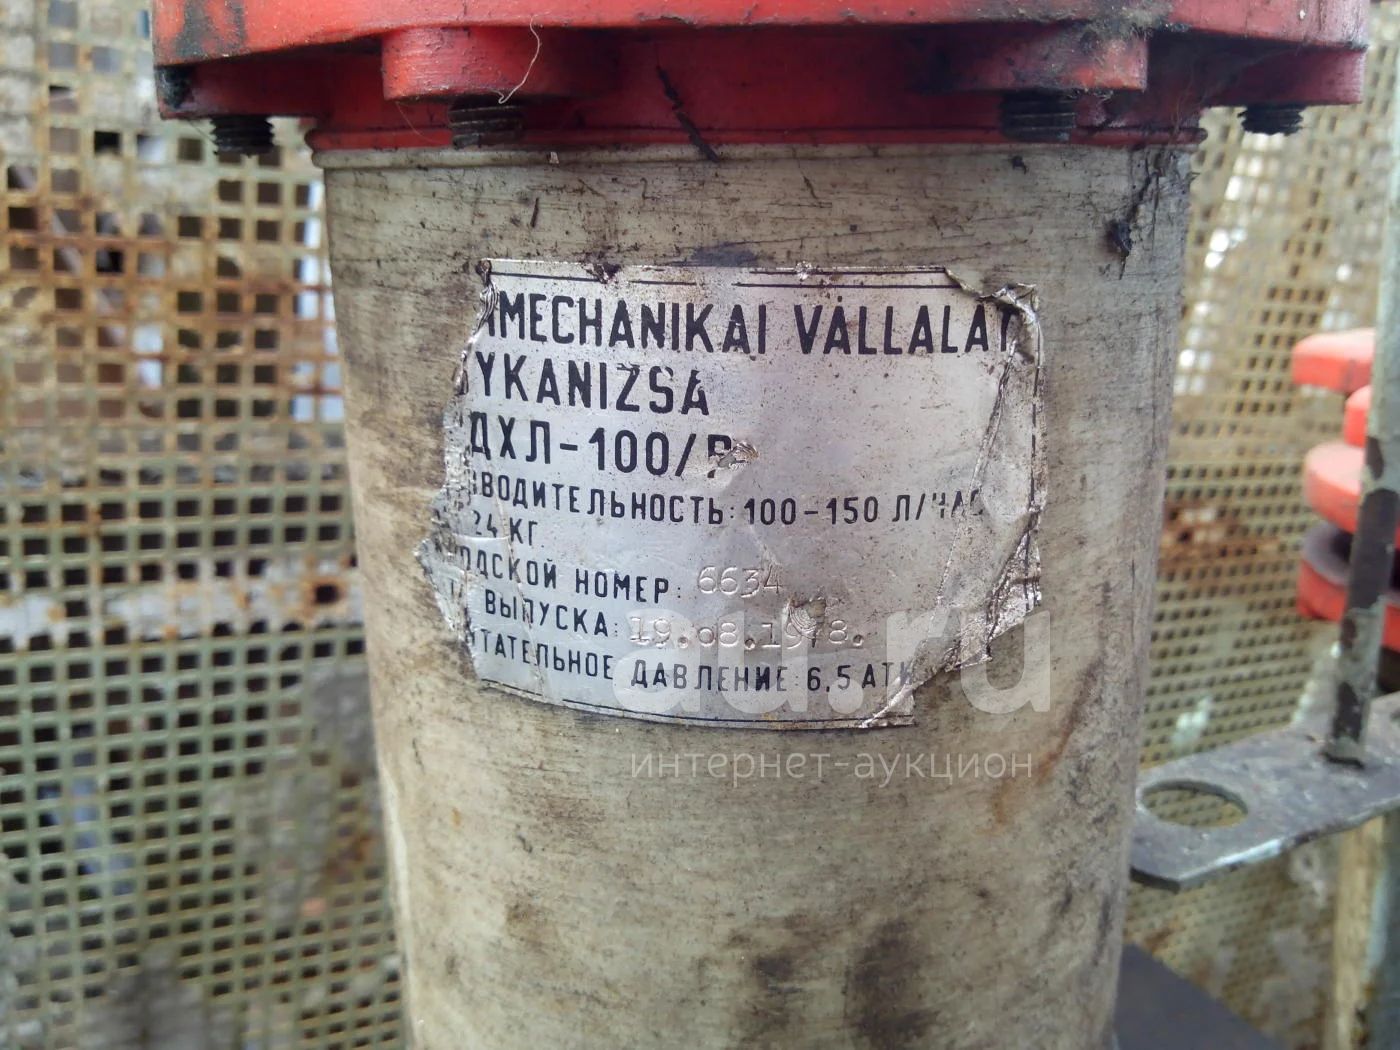 MECHANIKAI VÁLLALAT
YKANIZSA
ДХЛ-100/
ВОДИТЕЛЬНОСТЬ: 100-150 Л/ЧАС
24 КГ.
ОДСКОЙ НОМЕР: 6634
ВЫПУСКА: 19.08.1978.
ТАТЕЛЬНОЕ ДАВЛЕНИЕ: 6,5 АТИ
au.ru
интернет-аукцион